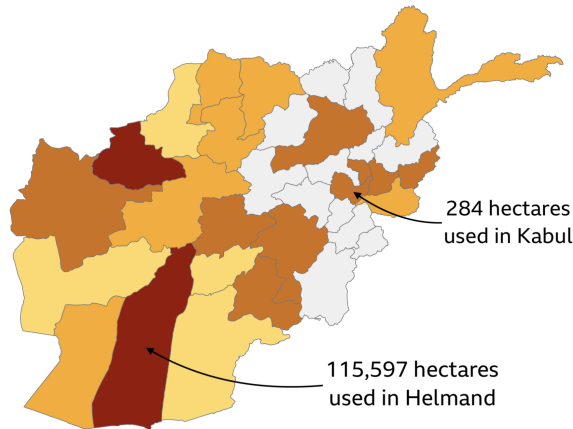 284 hectares
used in Kabul
115,597 hectares
used in Helmand